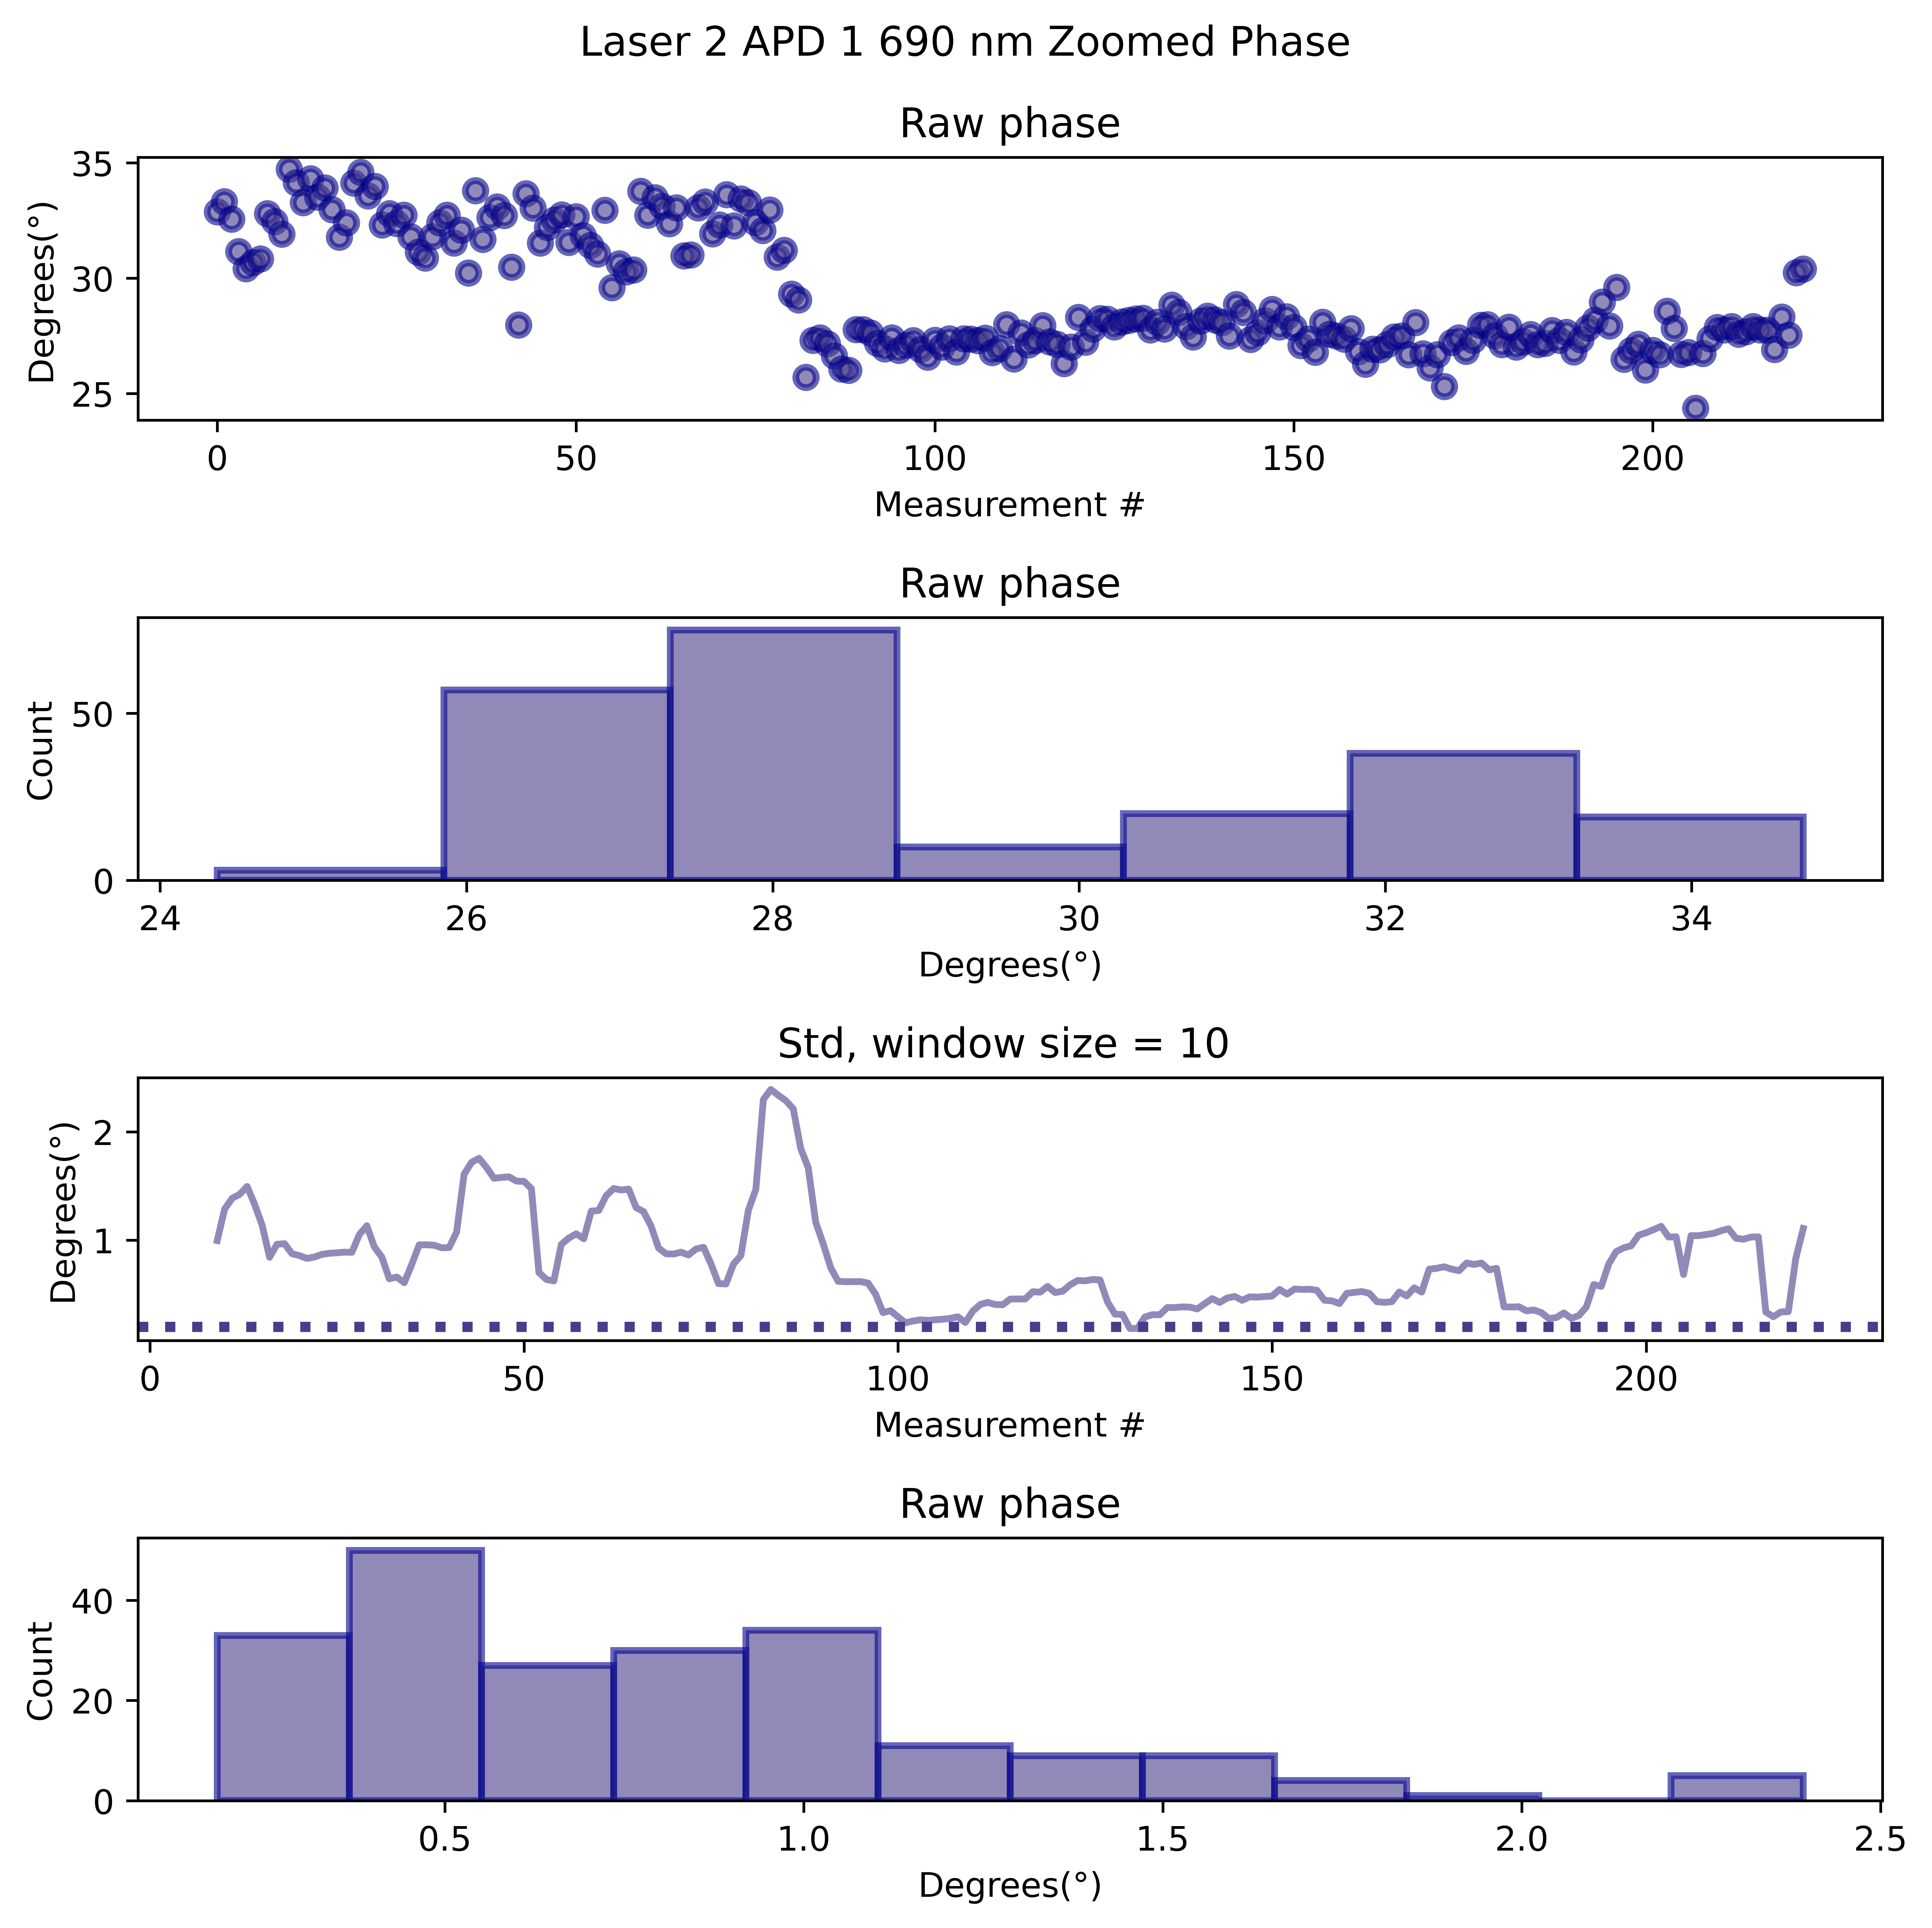 Laser 2 APD 1 690 nm Zoomed Phase
Raw phase
Degrees(°)
35
30
25
0 50 100 150 200
Measurement #
Raw phase
Count
50
0
24 26 28 30 32 34
Degrees(°)
Std, window size = 10
Degrees(°)
2
1
0 50 100 150 200
Measurement #
Raw phase
Count
40
20
0
0.5 1.0 1.5 2.0 2.5
Degrees(°)